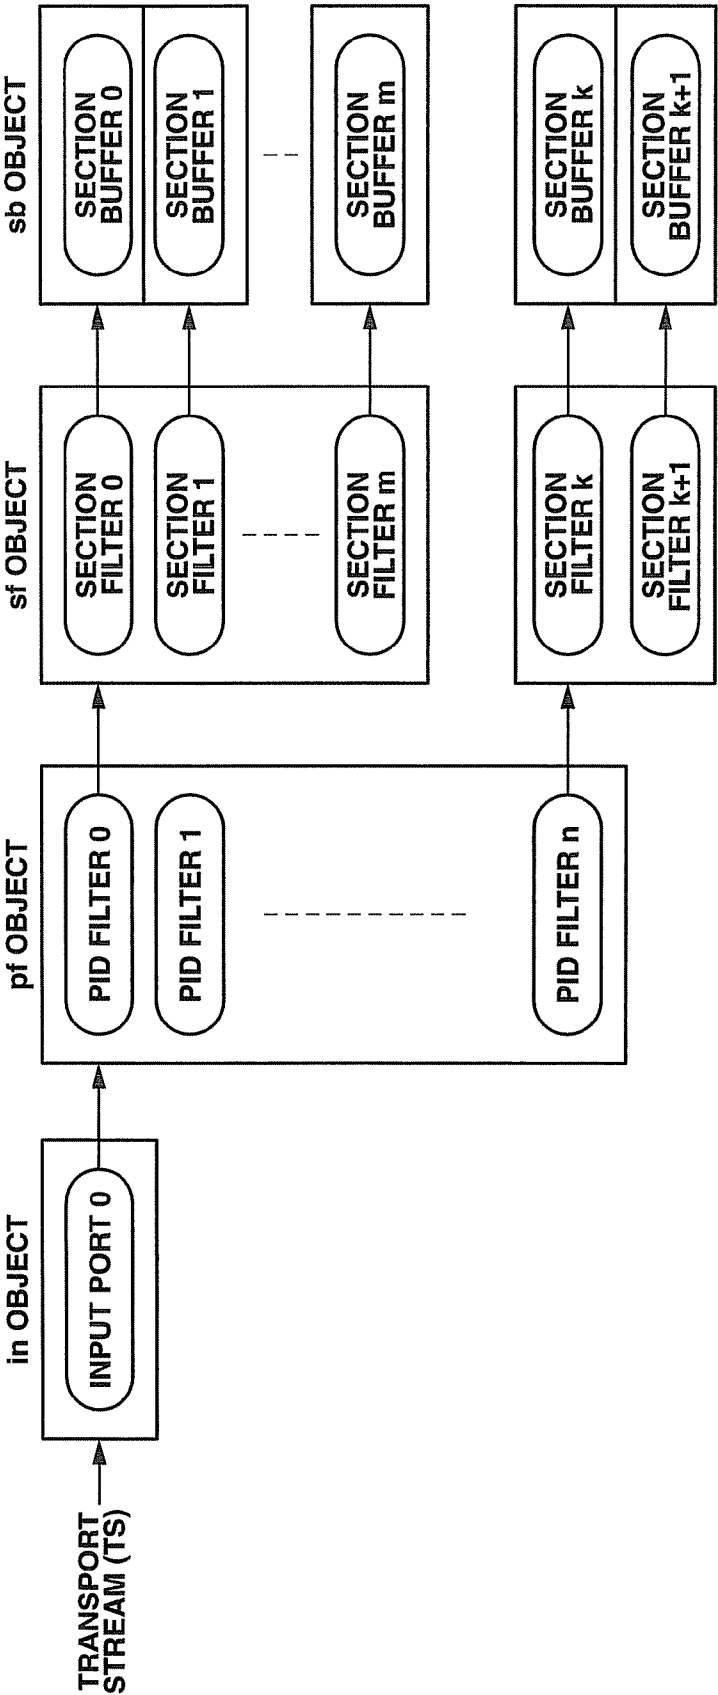 in OBJECT
pf OBJECT
sf OBJECT
sb OBJECT
TRANSPORT
STREAM (TS)
INPUT PORT 0
PID FILTER 0
PID FILTER 1
PID FILTER n
SECTION
FILTER 0
SECTION
FILTER 1
SECTION
FILTER m
SECTION
FILTER k
SECTION
FILTER k+1
SECTION
BUFFER 0
SECTION
BUFFER 1
SECTION
BUFFER m
SECTION
BUFFER k
SECTION
BUFFER k+1